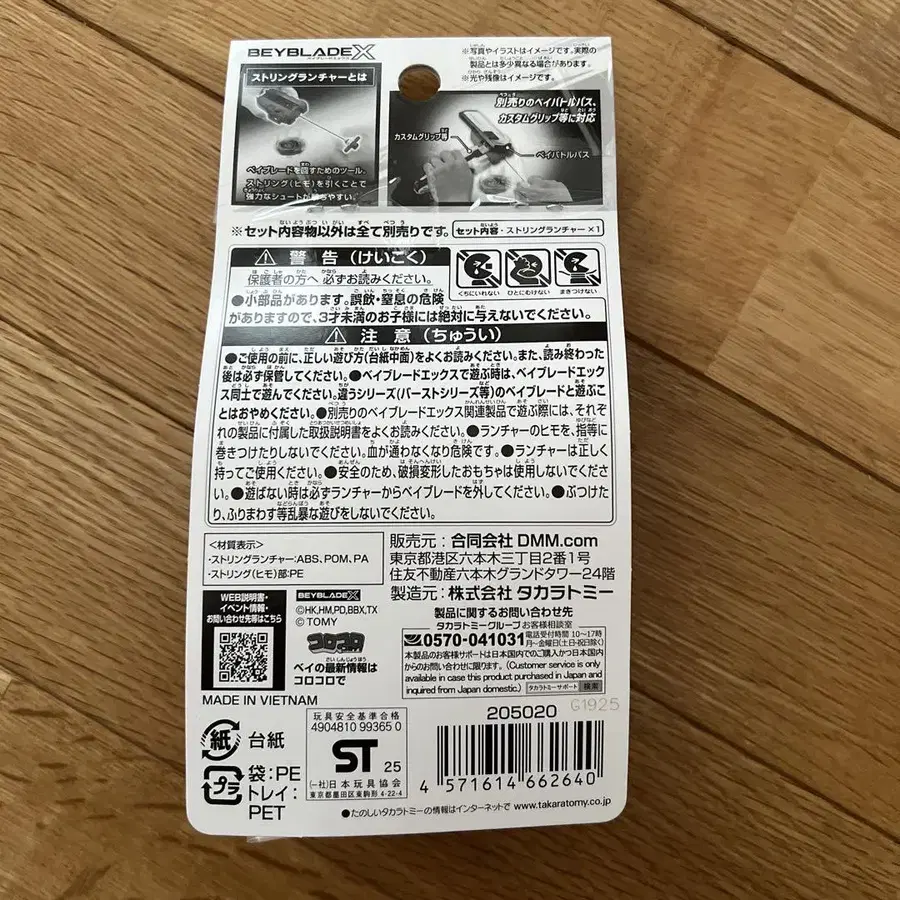 BEYBLADE X
※写真やイラストはイメージです。実際の
製品とは多少異なる場合があります。
※光や残像はイメージです。
ストリングランチャーとは
ベイブレードを回すためのツール。
ストリング(ヒモ)を引くことで
強力なシュートが
別売りのベイバトルパス、
カスタムグリップ等に対応
カスタムグリップ等
ベイバトルパス
※セット内容物以外は全て別売りです。
セット内容・ストリングランチャー×1
警告(けいこく)
保護者の方へ 必ずお読みください。
●小部品があります。誤飲・窒息の危険
がありますので、3才未満のお子様には絶対に与えないでください。
くちにいれない
ひとにむけない
まきつけない
注意(ちゅうい)
●ご使用の前に、正しい遊び方(台紙中面)をよくお読みください。また、読み終わった
後は必ず保管してください。●ベイブレードエックスで遊ぶ時は、ベイブレードエック
ス同士で遊んでください。違うシリーズ(バーストシリーズ等)のベイブレードと遊ぶこ
とはおやめください。●別売りのベイブレードエックス関連製品で遊ぶ際には、それぞ
れの製品に付属した取扱説明書をよくお読みください。●ランチャーのヒモを、指等に
巻きつけたりしないでください。血が通わなくなり危険です。●ランチャーは正しく
持ってご使用ください。●安全のため、破損変形したおもちゃは使用しないでくださ
い。●遊ばない時は必ずランチャーからベイブレードを外してください。●ぶつけた
り、ふりまわす等乱暴な遊びをしないでください。
<材質表示>
・ストリングランチャー:ABS、POM、PA
・ストリング(ヒモ)部:PE
販売元:合同会社 DMM.com
東京都港区六本木三丁目2番1号
住友不動産六本木グランドタワー24階
製造元:株式会社 タカラトミー
WEB説明書・
イベント情報・
お問い合わせ先等はこちら
BEYBLADE X
©HK,HM,PD,BBX,TX
© TOMY
コロコロ
ベイの最新情報は
コロコロで
製品に関するお問い合わせ先
タカラトミーグループ お客様相談室
0570-041031
電話受付時間 10〜17時
月〜金曜日(土・日・祝日除く)
本製品のお客様サポートは日本国内でのご購入かつ日本国内
からのお問い合わせに限ります。(Customer service is only
available in case this product purchased in Japan and
inquired from Japan domestic.)
タカラトミーサポート 検索
MADE IN VIETNAM
紙 台紙
プラ 袋:PE
トレイ:
PET
玩具安全基準合格
4904810 99365 0
ST 25
(一社)日本玩具協会
東京都墨田区東駒形 4-22-4
205020
G1925
4 571614 662640
●たのしいタカラトミーの情報はインターネットで www.takaratomy.co.jp